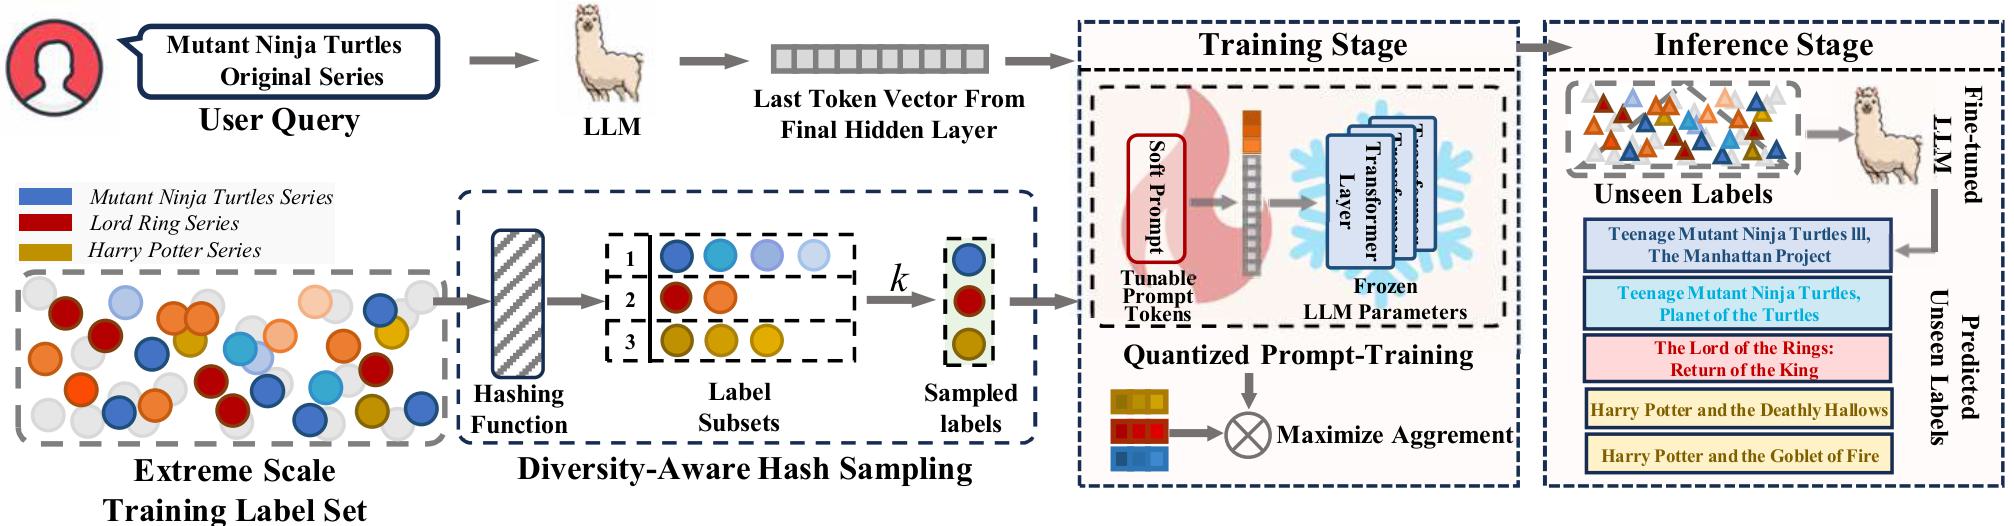 Mutant Ninja Turtles
Original Series
User Query
LLM
Last Token Vector From
Final Hidden Layer
Mutant Ninja Turtles Series
Lord Ring Series
Harry Potter Series
Extreme Scale
Training Label Set
Hashing
Function
1
2
3
Label
Subsets
k
Sampled
labels
Diversity-Aware Hash Sampling
Training Stage
Soft Prompt
Tunable
Prompt
Tokens
Transformer
Layer
Transformer
Transformer
Frozen
LLM Parameters
Quantized Prompt-Training
Maximize Aggrement
Inference Stage
Unseen Labels
Fine-tuned
LLM
Teenage Mutant Ninja Turtles III,
The Manhattan Project
Teenage Mutant Ninja Turtles,
Planet of the Turtles
The Lord of the Rings:
Return of the King
Harry Potter and the Deathly Hallows
Harry Potter and the Goblet of Fire
Predicted
Unseen Labels